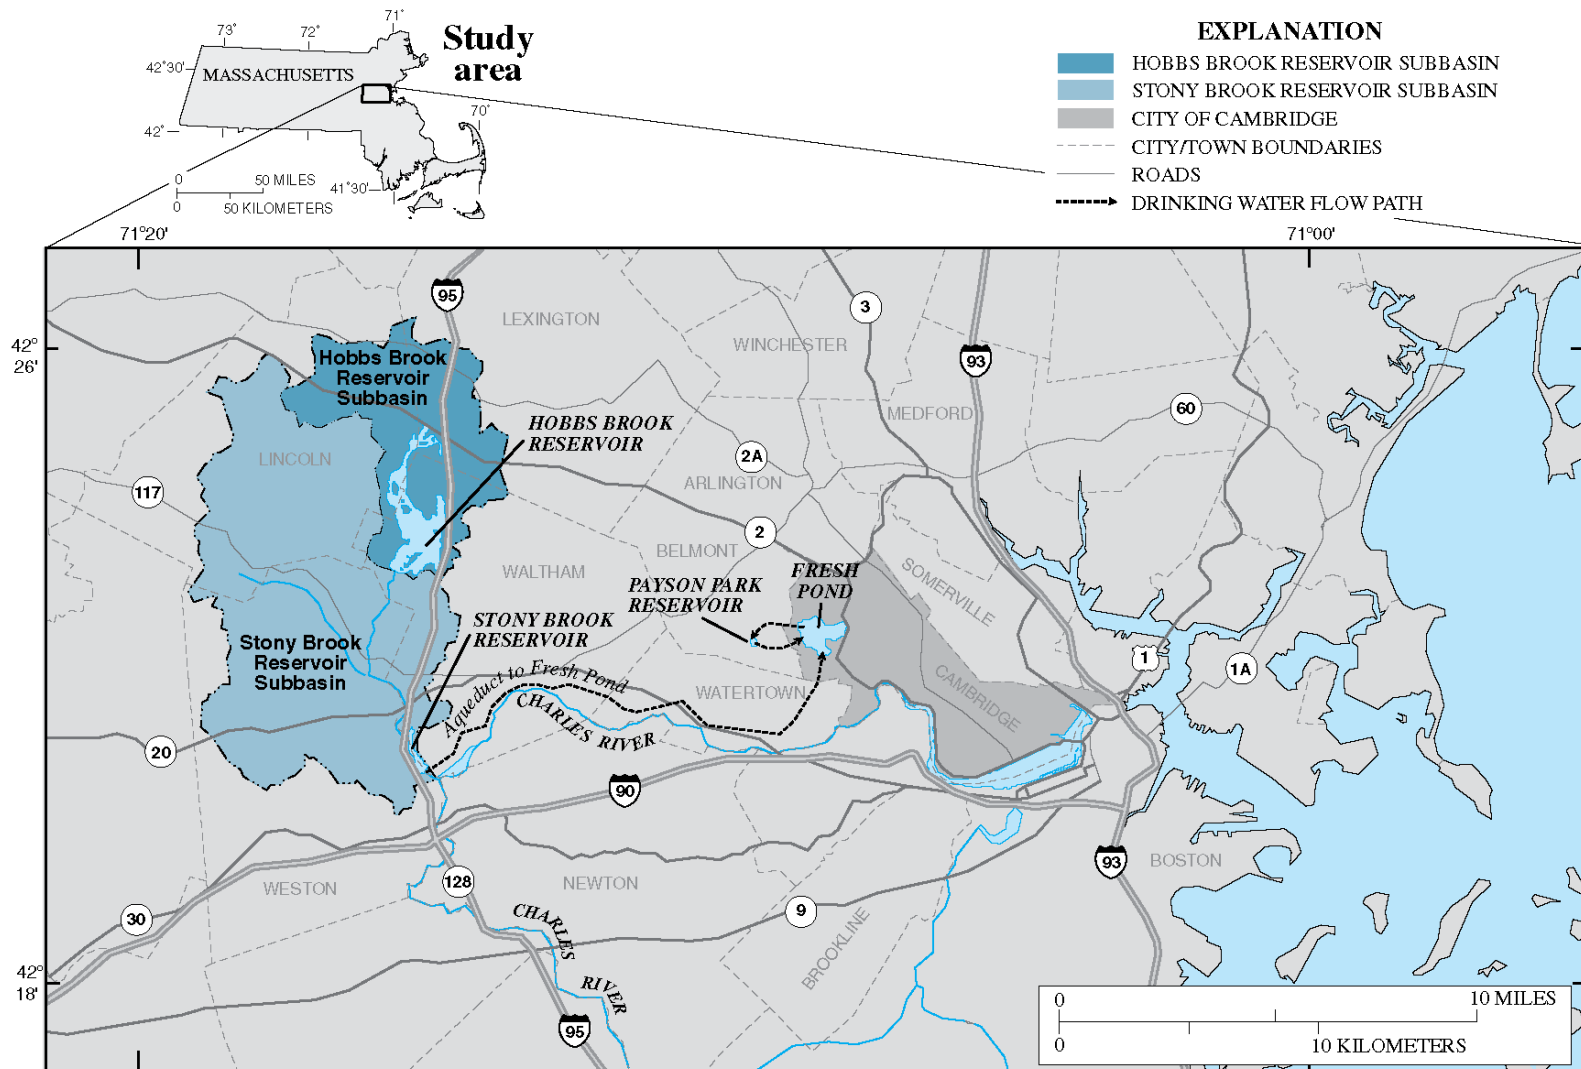 73°
72°
71°
Study
area
42°30'
MASSACHUSETTS
70°
42°
0
50 MILES
0
50 KILOMETERS
41°30'
EXPLANATION
HOBBS BROOK RESERVOIR SUBBASIN
STONY BROOK RESERVOIR SUBBASIN
CITY OF CAMBRIDGE
CITY/TOWN BOUNDARIES
ROADS
DRINKING WATER FLOW PATH
71°20'
71°00'
42°
26'
95
LEXINGTON
3
WINCHESTER
93
Hobbs Brook
Reservoir
Subbasin
MEDFORD
60
HOBBS BROOK
RESERVOIR
LINCOLN
2A
ARLINGTON
117
2
BELMONT
WALTHAM
SOMERVILLE
PAYSON PARK
RESERVOIR
FRESH
POND
STONY BROOK
RESERVOIR
Stony Brook
Reservoir
Subbasin
1
1A
Aqueduct to Fresh Pond
WATERTOWN
CAMBRIDGE
CHARLES RIVER
20
90
93
BOSTON
WESTON
128
NEWTON
30
9
CHARLES
RIVER
BROOKLINE
42°
18'
95
0
10 MILES
0
10 KILOMETERS